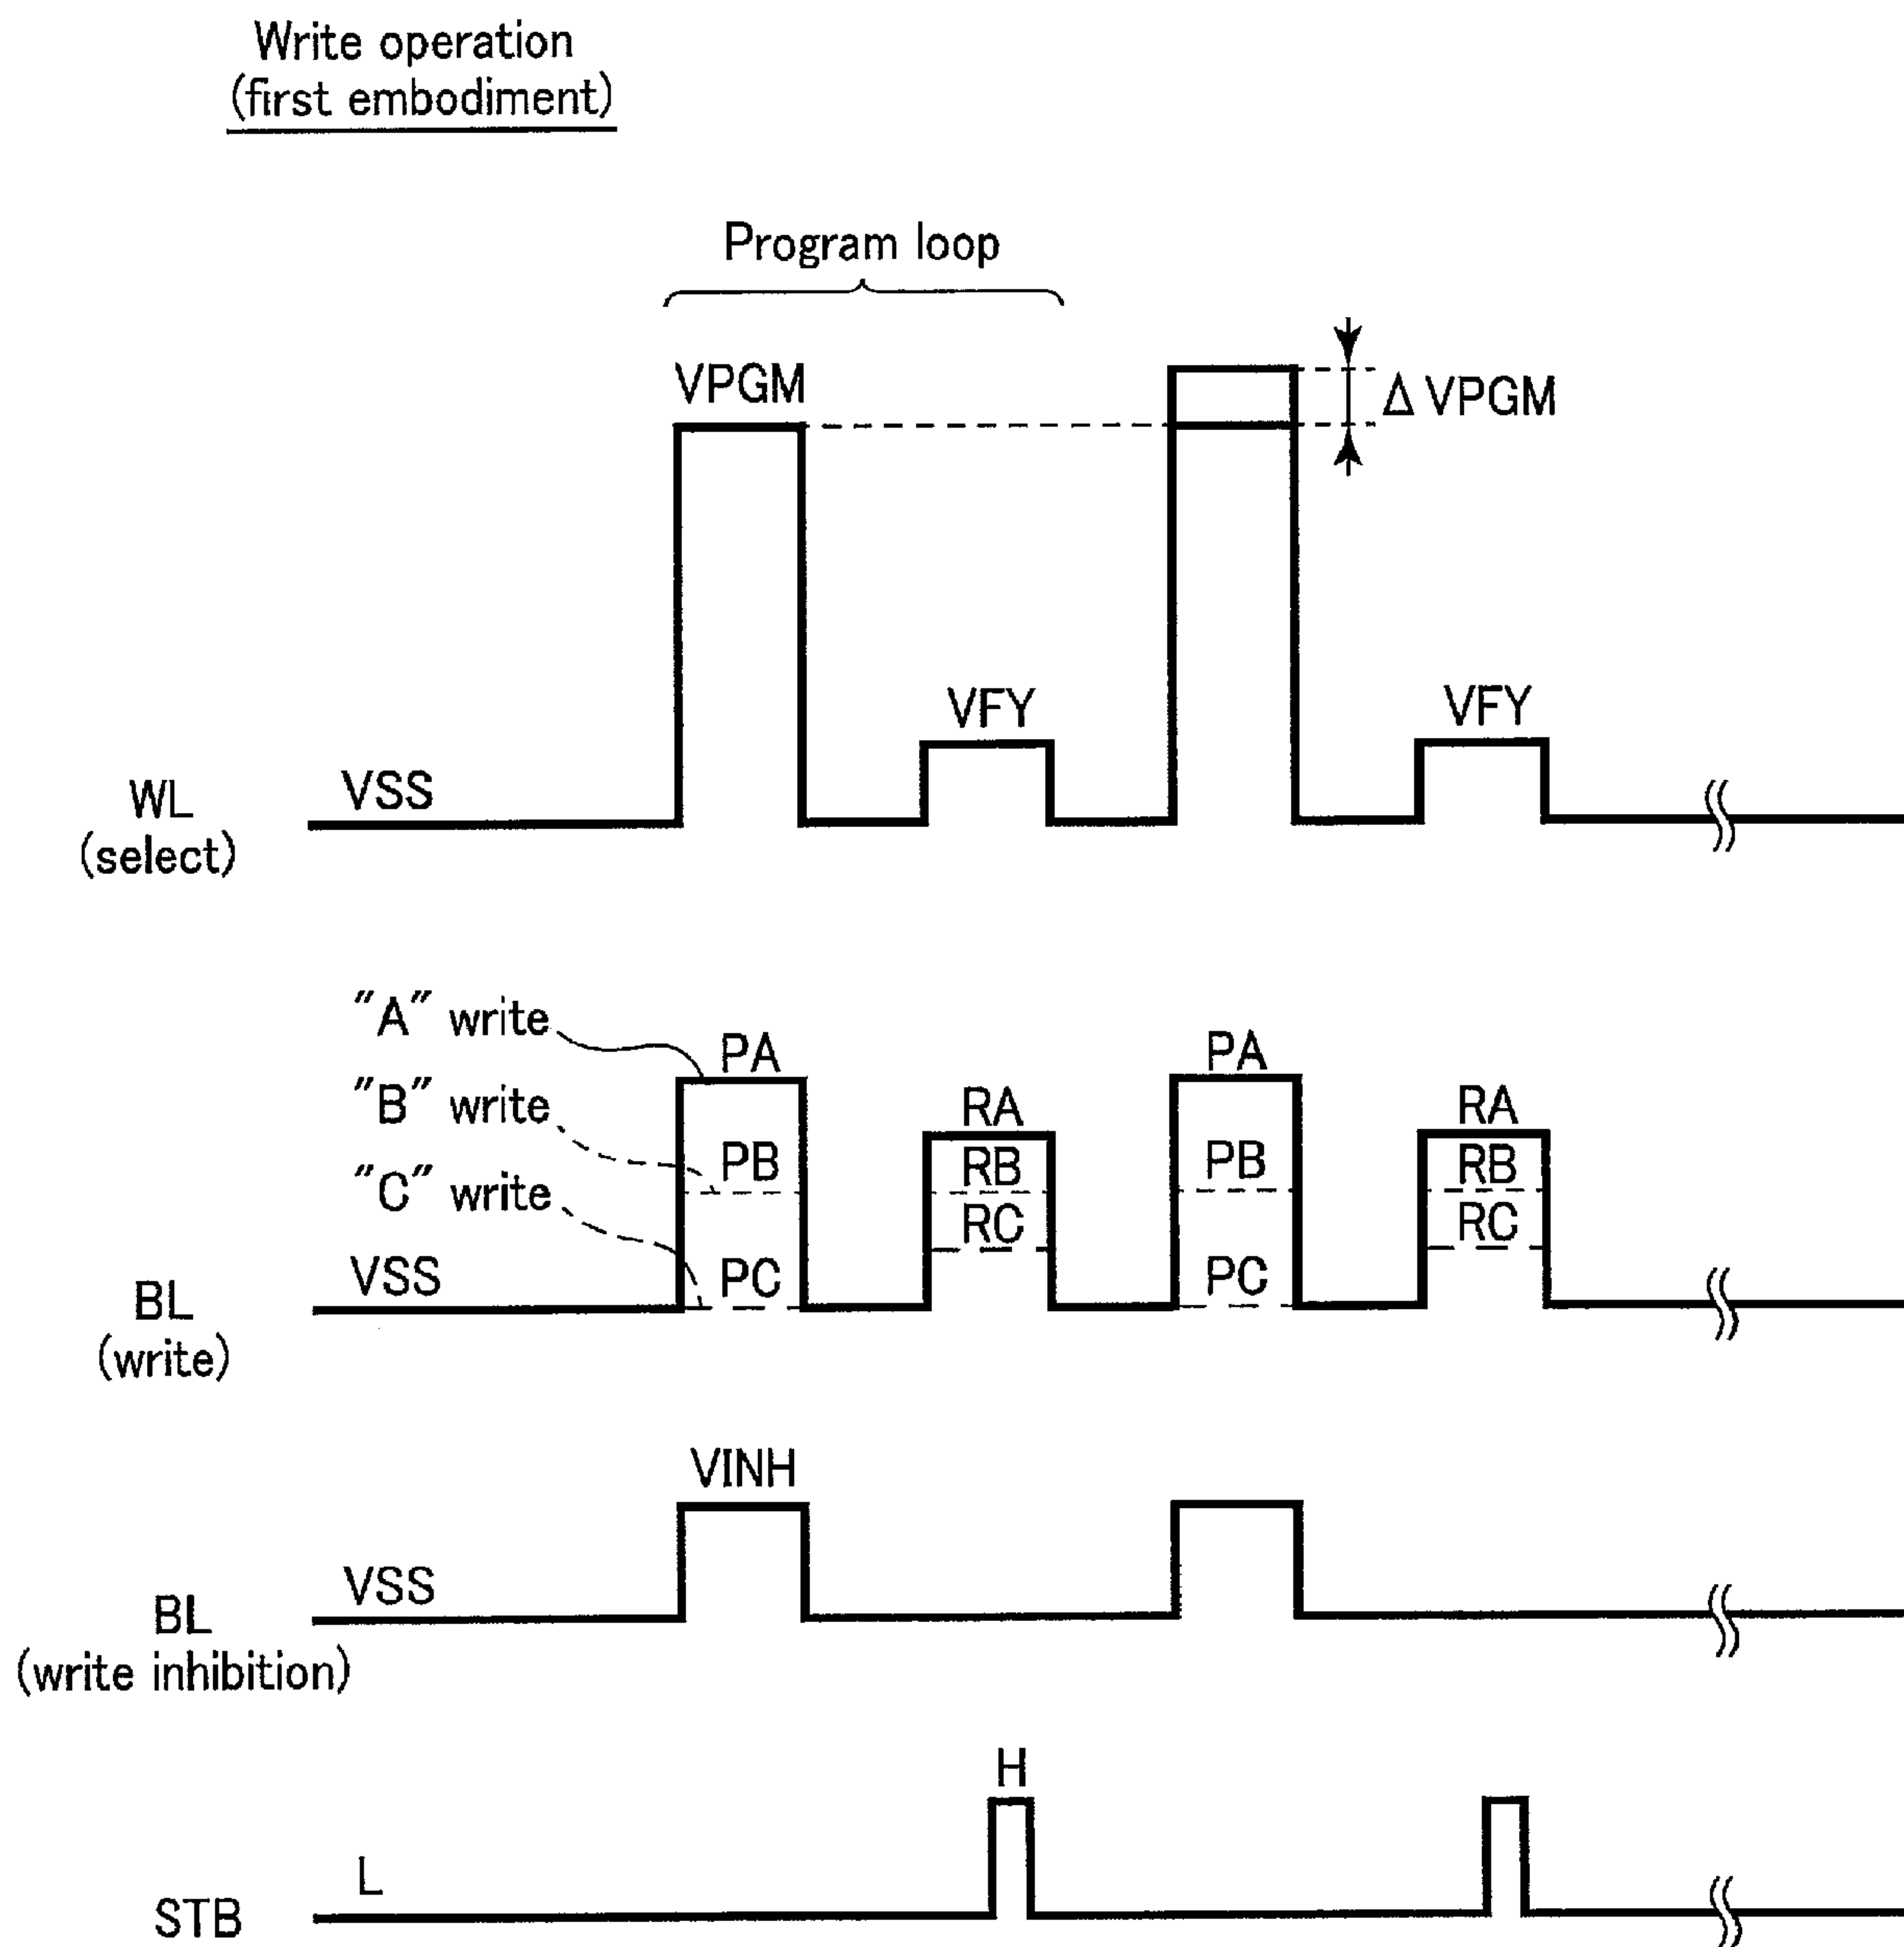 Write operation
(first embodiment)
Program loop
VPGM
Δ VPGM
VFY
VFY
VSS
WL
(select)
"A" write
PA
PA
"B" write
RA
RA
PB
RB
PB
RB
"C" write
RC
RC
VSS
PC
PC
BL
(write)
VINH
VSS
BL
(write inhibition)
H
L
STB